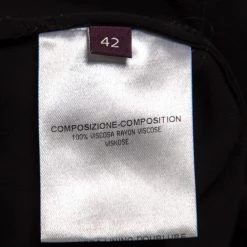 42
COMPOSIZIONE-COMPOSITION
100% VISCOSA RAYON VISCOSE
VISKOSE